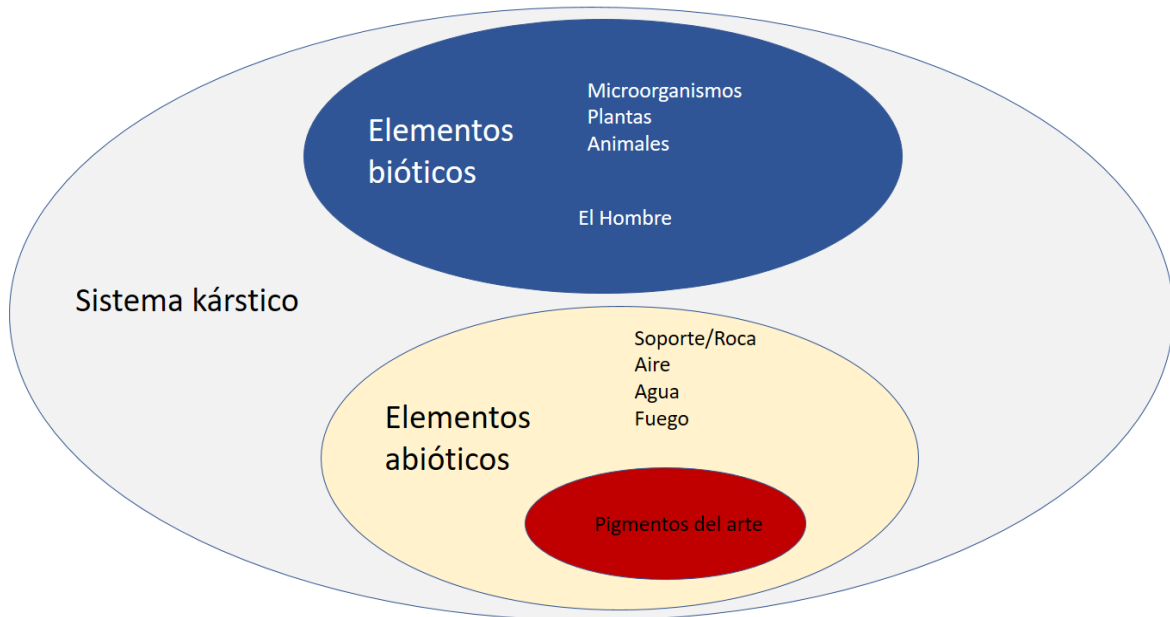 Elementos
bióticos
Microorganismos
Plantas
Animales
El Hombre
Sistema kárstico
Elementos
abióticos
Soporte/Roca
Aire
Agua
Fuego
Pigmentos del arte